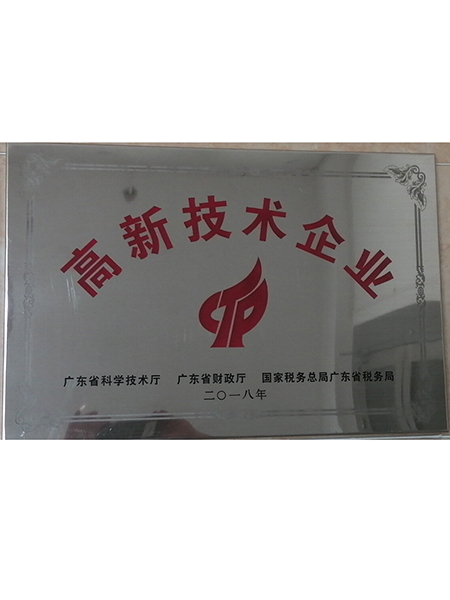 高新技术企业
广东省科学技术厅 广东省财政厅 国家税务总局广东省税务局
二〇一八年